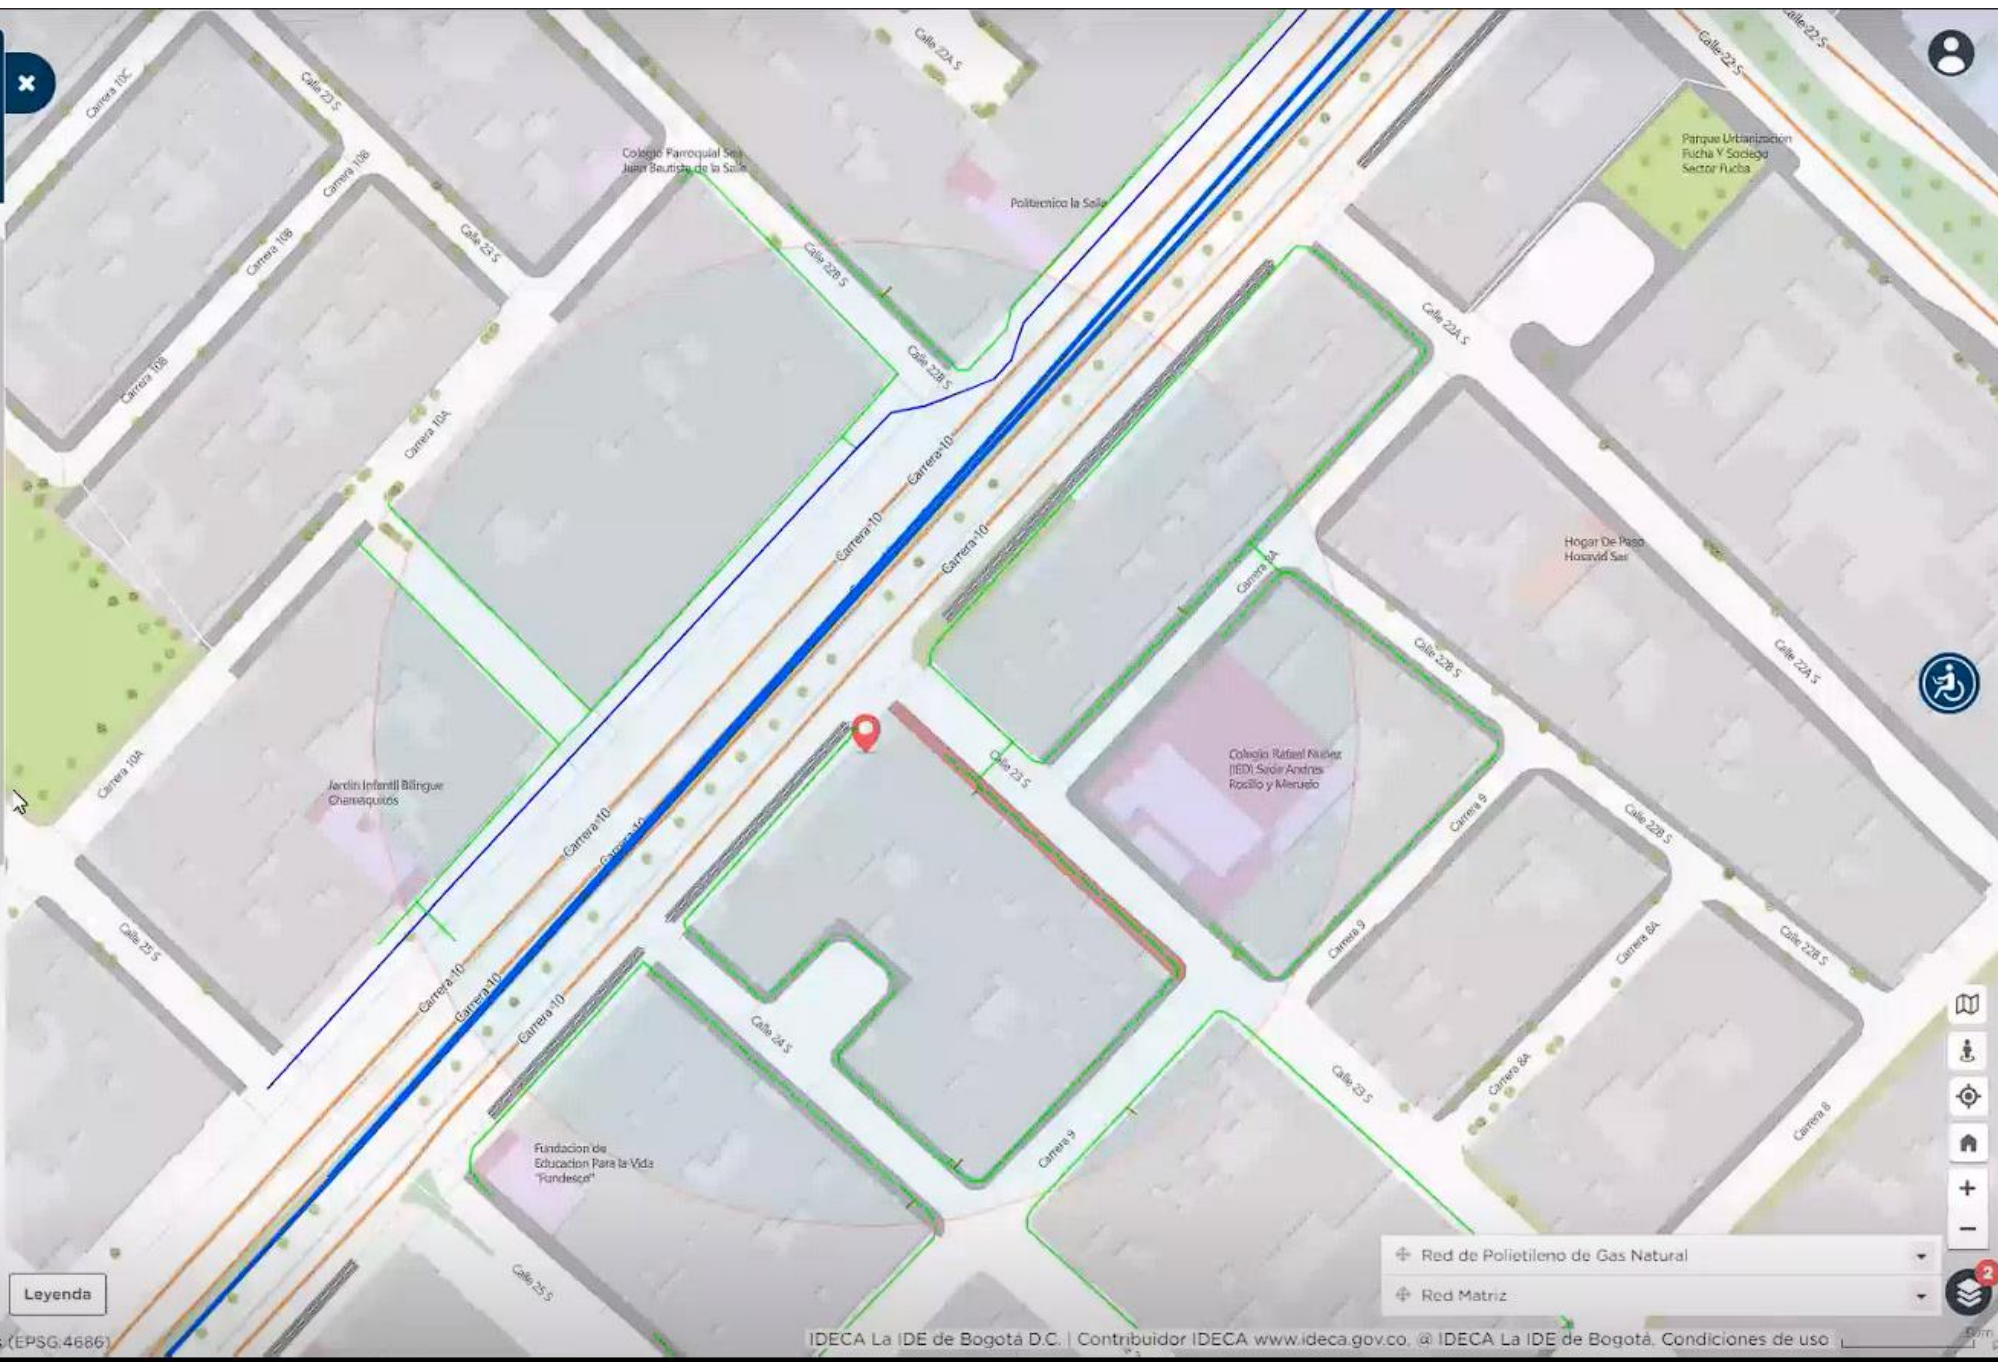 Calle 22 S
Calle 22 S
Calle 22A S
Carrera 10C
Calle 23 S
Parque Urbanización
Fucha Y Sociego
Sector Fucha
Colegio Parroquial San
Juan Bautista de la Salle
Carrera 10B
Politecnico la Salle
Carrera 10B
Calle 23 S
Calle 22B S
Calle 22A S
Calle 22B S
Carrera 10B
Carrera 10A
Carrera 10
Carrera 10
Carrera 10
Carrera 8A
Hogar De Paso
Hosavid Sas
Calle 22B S
Calle 22A S
Carrera 10A
Calle 23 S
Colegio Rafael Nuñez
(IED) Sede Andres
Rosillo y Meruelo
Jardin Infantil Bilingue
Chamaquitos
Carrera 9
Calle 22B S
Carrera 10
Carrera 10
Calle 25 S
Carrera 9
Carrera 8A
Calle 22B S
Carrera 10
Carrera 10
Carrera 10
Calle 24 S
Calle 23 S
Carrera 8A
Carrera 8
Carrera 9
Fundacion de
Educacion Para la Vida
"Fundesco"
Calle 25 S
Red de Polietileno de Gas Natural
Red Matriz
2
Leyenda
(EPSG:4686)
IDECA La IDE de Bogotá D.C. | Contribuidor IDECA www.ideca.gov.co, @ IDECA La IDE de Bogotá. Condiciones de uso